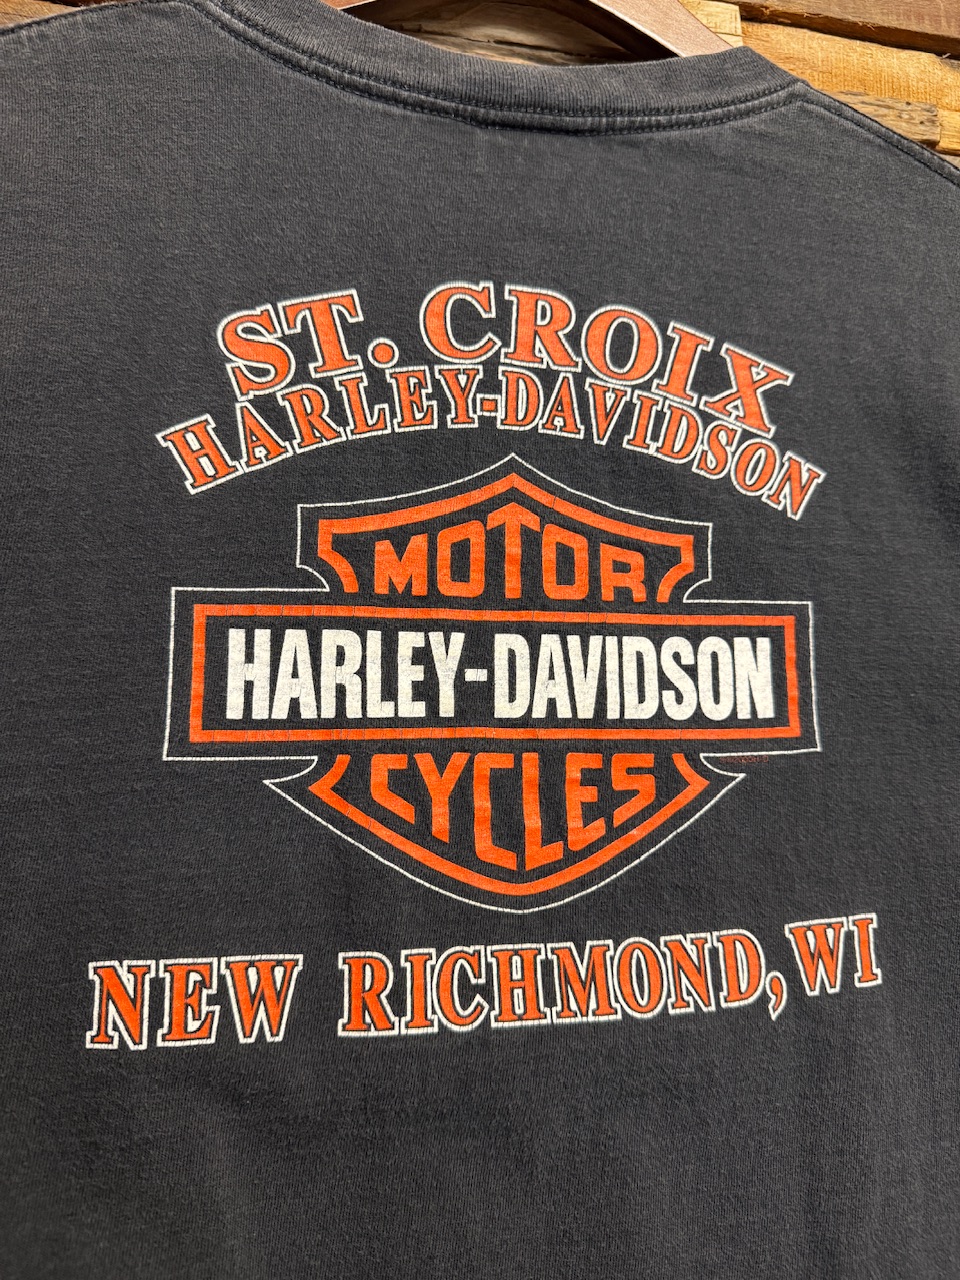 ST. CROIX
HARLEY-DAVIDSON
MOTOR
HARLEY-DAVIDSON
CYCLES
NEW RICHMOND, WI